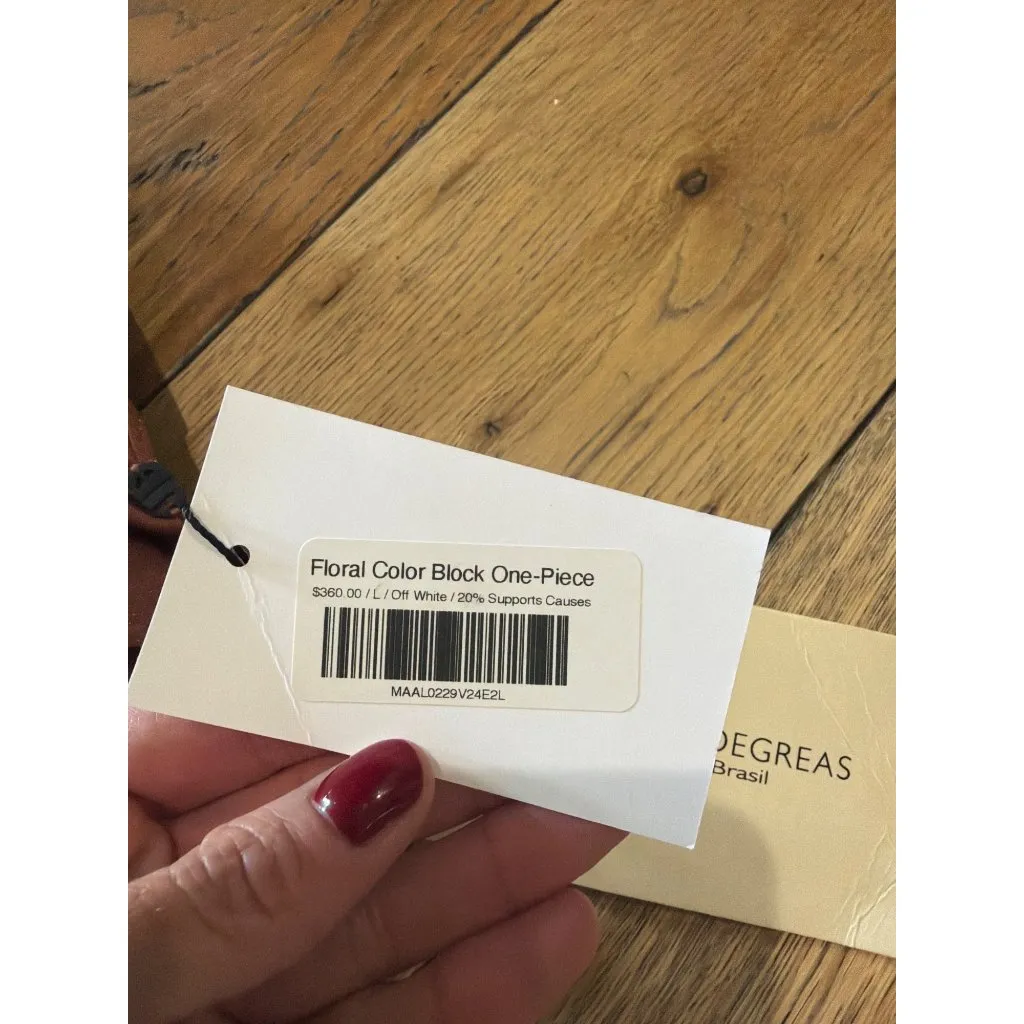 Floral Color Block One-Piece
$360.00 / L / Off White / 20% Supports Causes
MAAL0229V24E2L
DEGREAS
Brasil